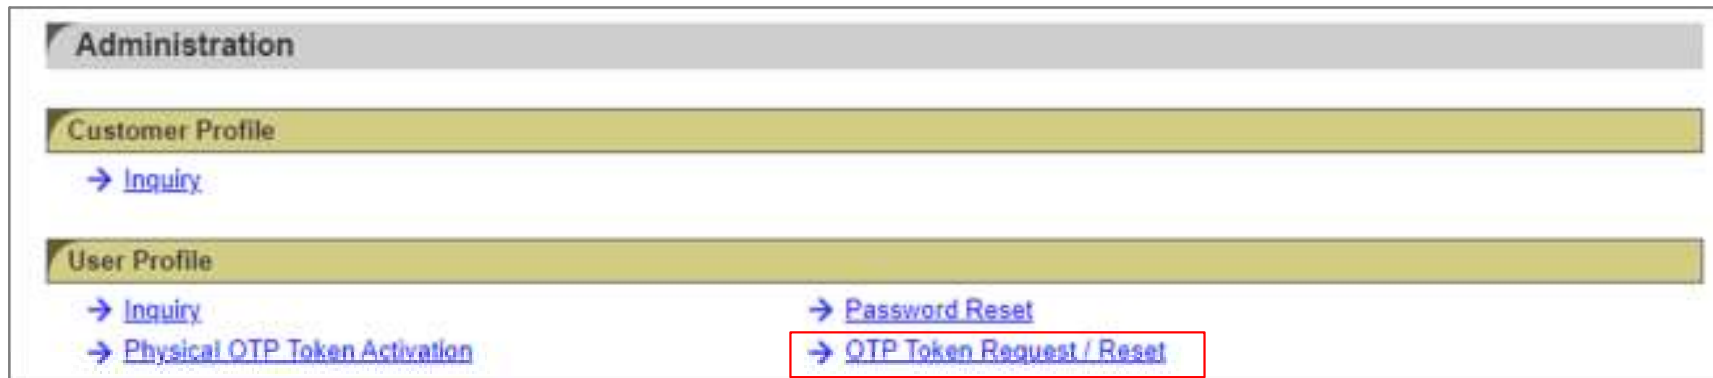 Administration
Customer Profile
Inquiry
User Profile
Inquiry
Password Reset
Physical OTP Token Activation
OTP Token Request / Reset